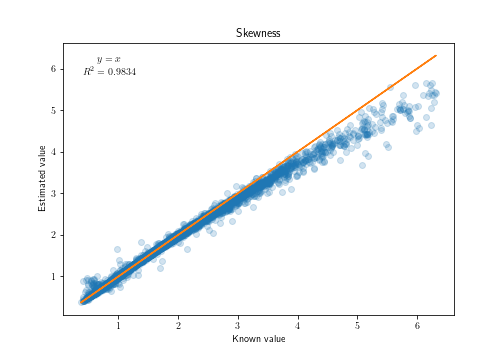 Skewness
y = x
R² = 0.9834
6
5
4
3
2
1
Estimated value
1 2 3 4 5 6
Known value